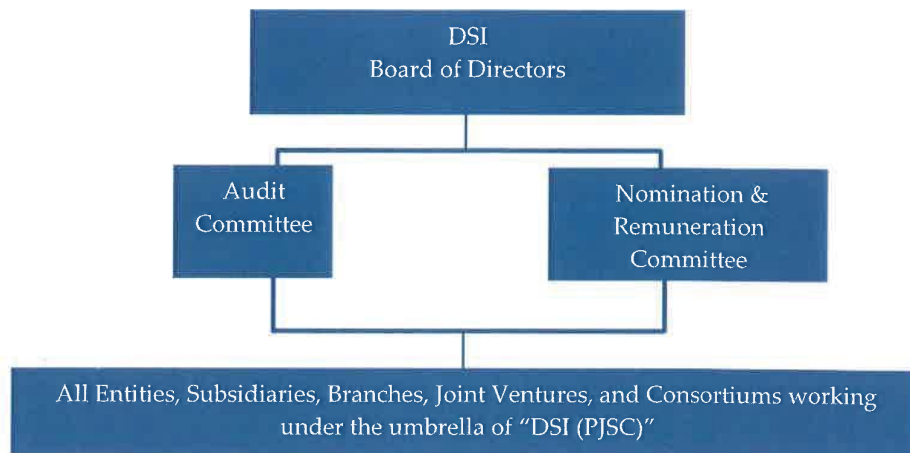 DSI
Board of Directors
Audit
Committee
Nomination &
Remuneration
Committee
All Entities, Subsidiaries, Branches, Joint Ventures, and Consortiums working
under the umbrella of “DSI (PJSC)”